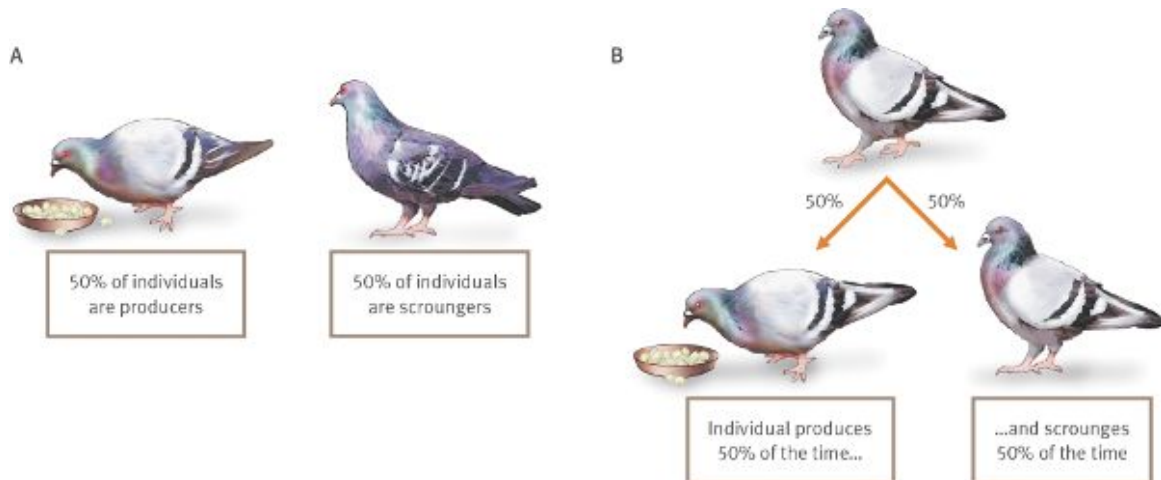 A
50% of individuals
are producers
50% of individuals
are scroungers
B
50%
50%
Individual produces
50% of the time...
...and scrounges
50% of the time